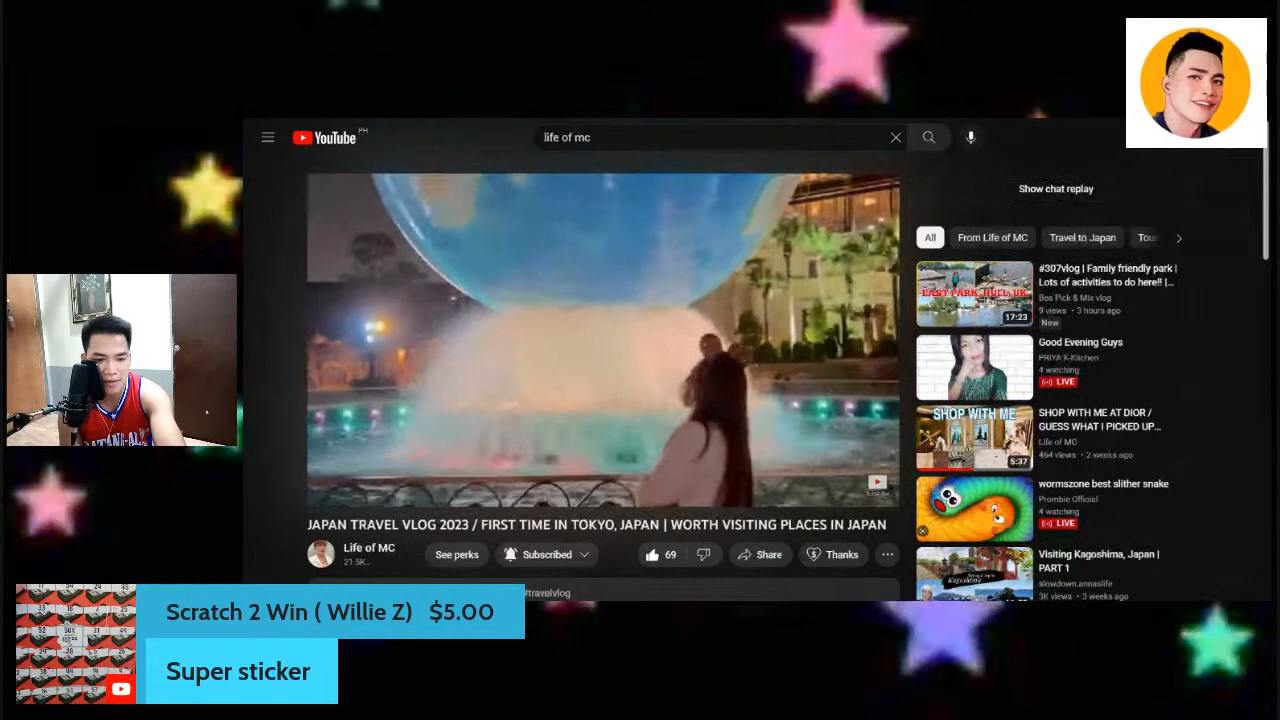 YouTube PH
life of mc
Show chat replay
All From Life of MC Travel to Japan Tou
EAST PARK, HULL, UK
17:23
#307vlog | Family friendly park |
Lots of activities to do here!! |...
Bea Pick & Mix vlog
9 views • 3 hours ago
New
Good Evening Guys
PRIYA K-Kitchen
4 watching
LIVE
SHOP WITH ME
5:37
SHOP WITH ME AT DIOR /
GUESS WHAT I PICKED UP...
Life of MC
464 views • 2 weeks ago
wormszone best slither snake
Prombie Official
4 watching
LIVE
Visiting Kagoshima, Japan |
PART 1
slowdown.annaslife
3K views • 3 weeks ago
JAPAN TRAVEL VLOG 2023 / FIRST TIME IN TOKYO, JAPAN | WORTH VISITING PLACES IN JAPAN
Life of MC
21.5K..
See perks Subscribed 69 Share Thanks
#travelvlog
Scratch 2 Win ( Willie Z) $5.00
Super sticker